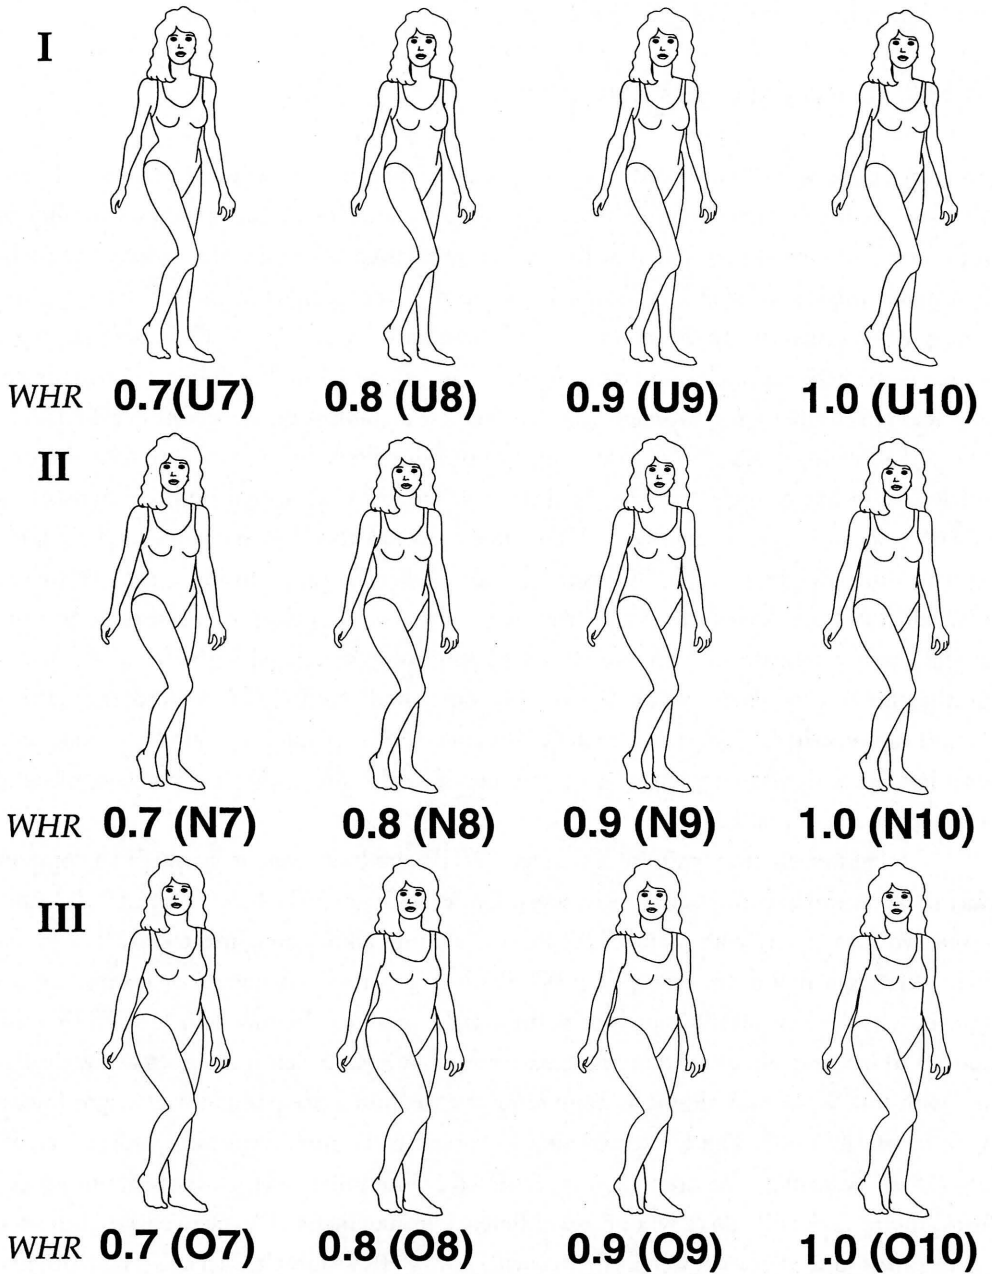 I
WHR 0.7(U7) 0.8 (U8) 0.9 (U9) 1.0 (U10)
II
WHR 0.7 (N7) 0.8 (N8) 0.9 (N9) 1.0 (N10)
III
WHR 0.7 (O7) 0.8 (O8) 0.9 (O9) 1.0 (O10)